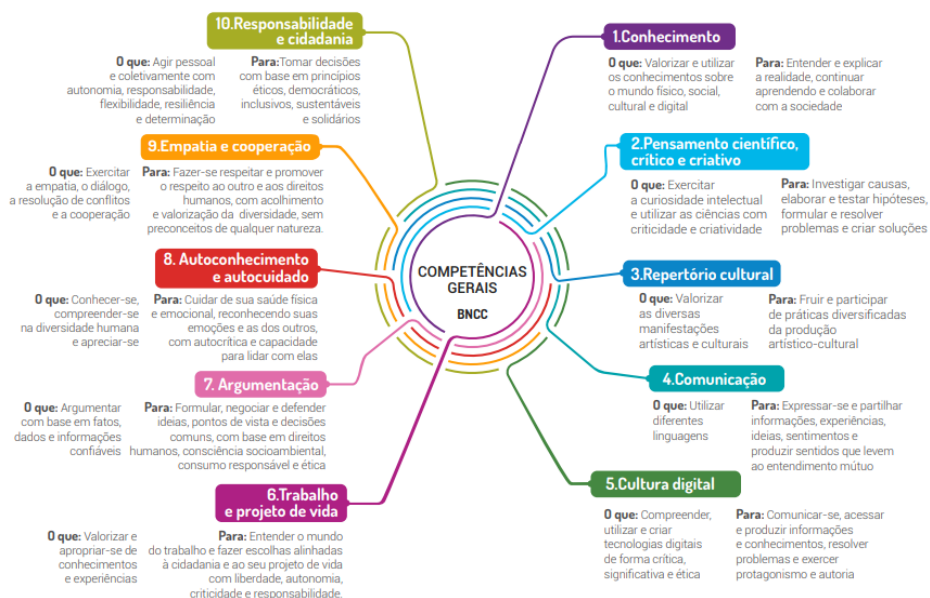 COMPETÊNCIAS
GERAIS
BNCC
1.Conhecimento
O que: Valorizar e utilizar
os conhecimentos sobre
o mundo físico, social,
cultural e digital
Para: Entender e explicar
a realidade, continuar
aprendendo e colaborar
com a sociedade
2.Pensamento científico,
crítico e criativo
O que: Exercitar
a curiosidade intelectual
e utilizar as ciências com
criticidade e criatividade
Para: Investigar causas,
elaborar e testar hipóteses,
formular e resolver
problemas e criar soluções
3.Repertório cultural
O que: Valorizar
as diversas
manifestações
artísticas e culturais
Para: Fruir e participar
de práticas diversificadas
da produção
artístico-cultural
4.Comunicação
O que: Utilizar
diferentes
linguagens
Para: Expressar-se e partilhar
informações, experiências,
ideias, sentimentos e
produzir sentidos que levem
ao entendimento mútuo
5.Cultura digital
O que: Compreender,
utilizar e criar
tecnologias digitais
de forma crítica,
significativa e ética
Para: Comunicar-se, acessar
e produzir informações
e conhecimentos, resolver
problemas e exercer
protagonismo e autoria
6.Trabalho
e projeto de vida
O que: Valorizar e
apropriar-se de
conhecimentos
e experiências
Para: Entender o mundo
do trabalho e fazer escolhas alinhadas
à cidadania e ao seu projeto de vida
com liberdade, autonomia,
criticidade e responsabilidade.
7. Argumentação
O que: Argumentar
com base em fatos,
dados e informações
confiáveis
Para: Formular, negociar e defender
ideias, pontos de vista e decisões
comuns, com base em direitos
humanos, consciência socioambiental,
consumo responsável e ética
8. Autoconhecimento
e autocuidado
O que: Conhecer-se,
compreender-se
na diversidade humana
e apreciar-se
Para: Cuidar de sua saúde física
e emocional, reconhecendo suas
emoções e as dos outros,
com autocrítica e capacidade
para lidar com elas
9.Empatia e cooperação
O que: Exercitar
a empatia, o diálogo,
a resolução de conflitos
e a cooperação
Para: Fazer-se respeitar e promover
o respeito ao outro e aos direitos
humanos, com acolhimento
e valorização da diversidade, sem
preconceitos de qualquer natureza.
10.Responsabilidade
e cidadania
O que: Agir pessoal
e coletivamente com
autonomia, responsabilidade,
flexibilidade, resiliência
e determinação
Para:Tomar decisões
com base em princípios
éticos, democráticos,
inclusivos, sustentáveis
e solidários